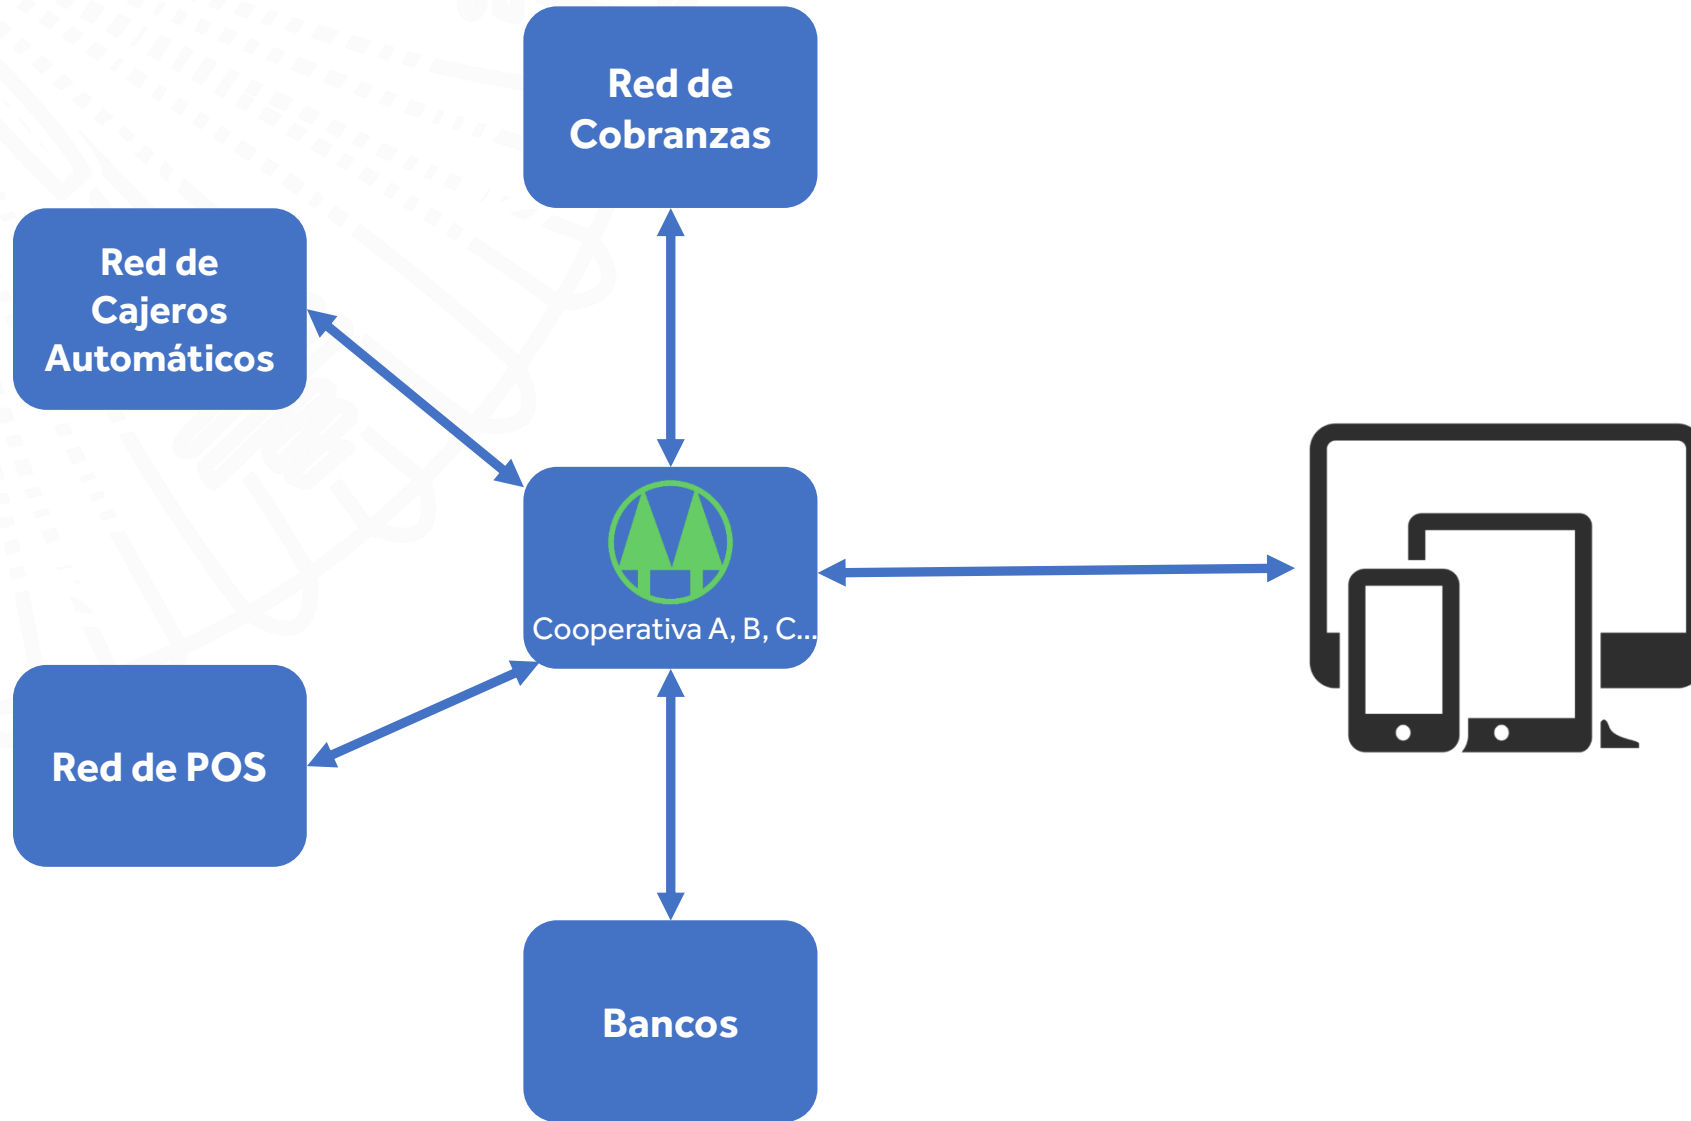 Red de
Cobranzas
Red de
Cajeros
Automáticos
Cooperativa A, B, C...
Red de POS
Bancos